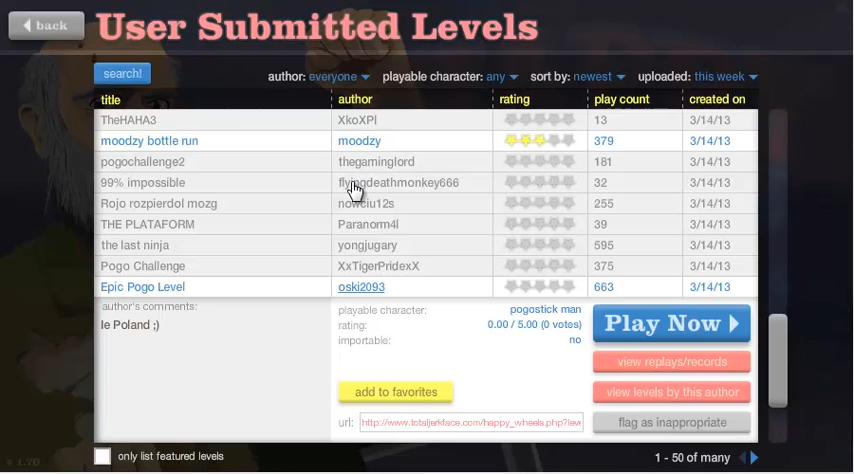 back
User Submitted Levels
search!
author: everyone playable character: any sort by: newest uploaded: this week
title author rating play count created on
TheHAHA3 XkoXPl 13 3/14/13
moodzy bottle run moodzy 379 3/14/13
pogochallenge2 thegaminglord 181 3/14/13
99% impossible flyingdeathmonkey666 32 3/14/13
Rojo rozpierdol mozg nowciu12s 255 3/14/13
THE PLATAFORM Paranorm4l 39 3/14/13
the last ninja yongjugary 595 3/14/13
Pogo Challenge XxTigerPridexX 375 3/14/13
Epic Pogo Level oski2093 663 3/14/13
author's comments:
le Poland ;)
playable character: pogostick man
rating: 0.00 / 5.00 (0 votes)
importable: no
Play Now
view replays/records
add to favorites
view levels by this author
url: http://www.totaljerkface.com/happy_wheels.php?leve
flag as inappropriate
only list featured levels
1 - 50 of many
v 1.70